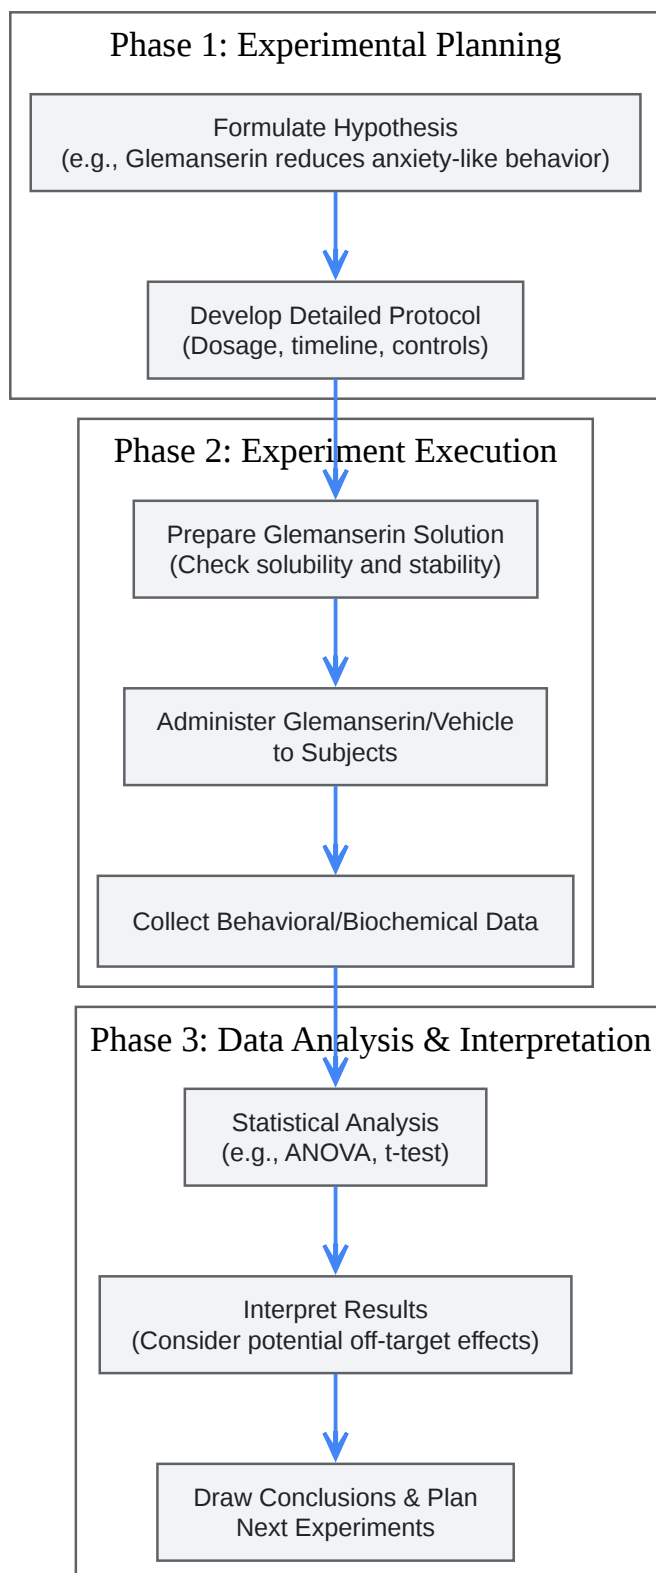 Phase 1: Experimental Planning
Formulate Hypothesis
(e.g., Glemanserin reduces anxiety-like behavior)
Develop Detailed Protocol
(Dosage, timeline, controls)
Phase 2: Experiment Execution
Prepare Glemanserin Solution
(Check solubility and stability)
Administer Glemanserin/Vehicle
to Subjects
Collect Behavioral/Biochemical Data
Phase 3: Data Analysis & Interpretation
Statistical Analysis
(e.g., ANOVA, t-test)
Interpret Results
(Consider potential off-target effects)
Draw Conclusions & Plan
Next Experiments